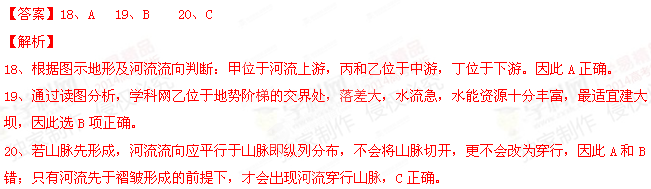 【答案】18、A 19、B 20、C
【解析】
18、根据图示地形及河流流向判断：甲位于河流上游，丙和乙位于中游，丁位于下游。因此 A 正确。
19、通过读图分析，学科网乙位于地势阶梯的交界处，落差大，水流急，水能资源十分丰富，最适宜建大
坝，因此选 B 项正确。
20、若山脉先形成，河流流向应平行于山脉即纵列分布，不会将山脉切开，更不会改为穿行，因此 A 和 B
错；只有河流先于褶皱形成的前提下，才会出现河流穿行山脉，C 正确。